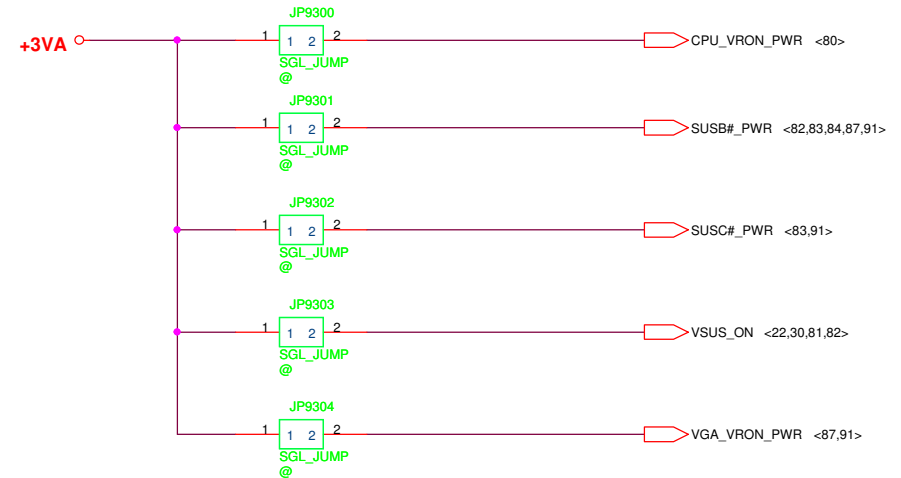 JP9300
+3VA 1 1 2 2 CPU_VRON_PWR <80>
SGL_JUMP
@
JP9301
1 1 2 2 SUSB#_PWR <82,83,84,87,91>
SGL_JUMP
@
JP9302
1 1 2 2 SUSC#_PWR <83,91>
SGL_JUMP
@
JP9303
1 1 2 2 VSUS_ON <22,30,81,82>
SGL_JUMP
@
JP9304
1 1 2 2 VGA_VRON_PWR <87,91>
SGL_JUMP
@